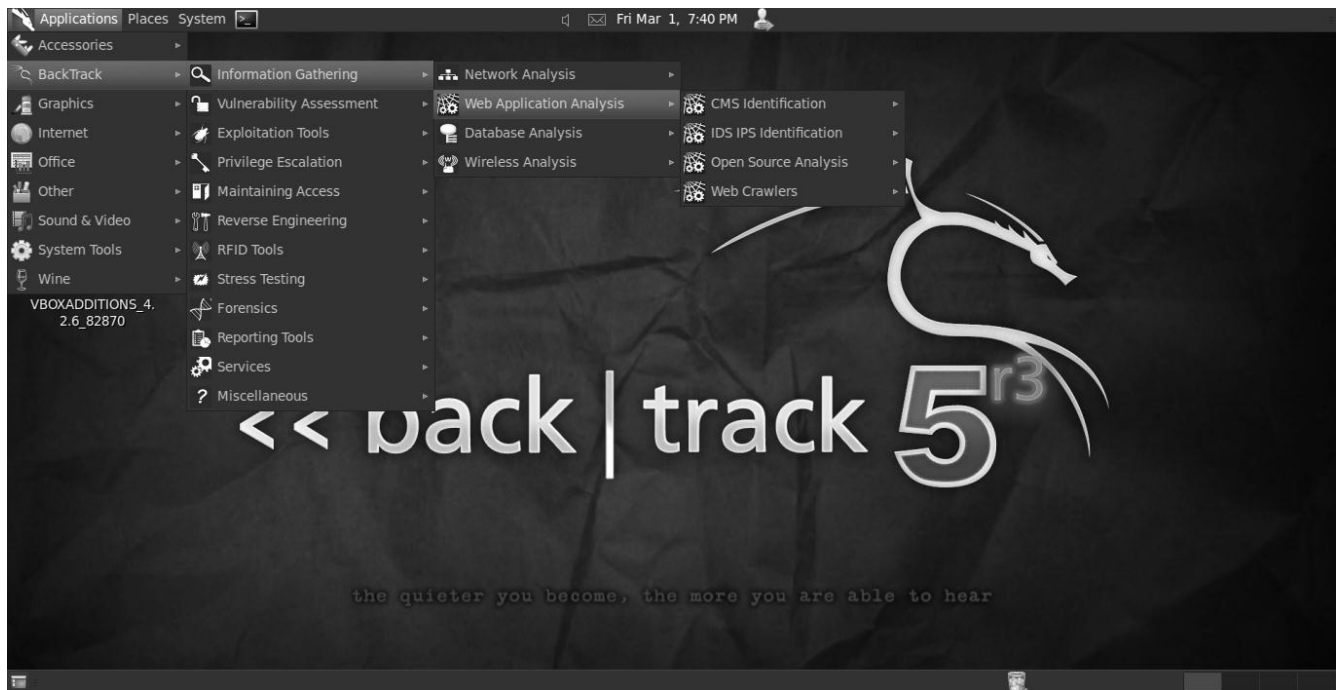 Applications Places System Fri Mar 1, 7:40 PM
Accessories
BackTrack
Graphics
Internet
Office
Other
Sound & Video
System Tools
Wine
Information Gathering
Vulnerability Assessment
Exploitation Tools
Privilege Escalation
Maintaining Access
Reverse Engineering
RFID Tools
Stress Testing
Forensics
Reporting Tools
Services
Miscellaneous
Network Analysis
Web Application Analysis
Database Analysis
Wireless Analysis
CMS Identification
IDS IPS Identification
Open Source Analysis
Web Crawlers
VBOXADDITIONS_4.
2.6_82870
<< back | track 5 r3
the quieter you become, the more you are able to hear